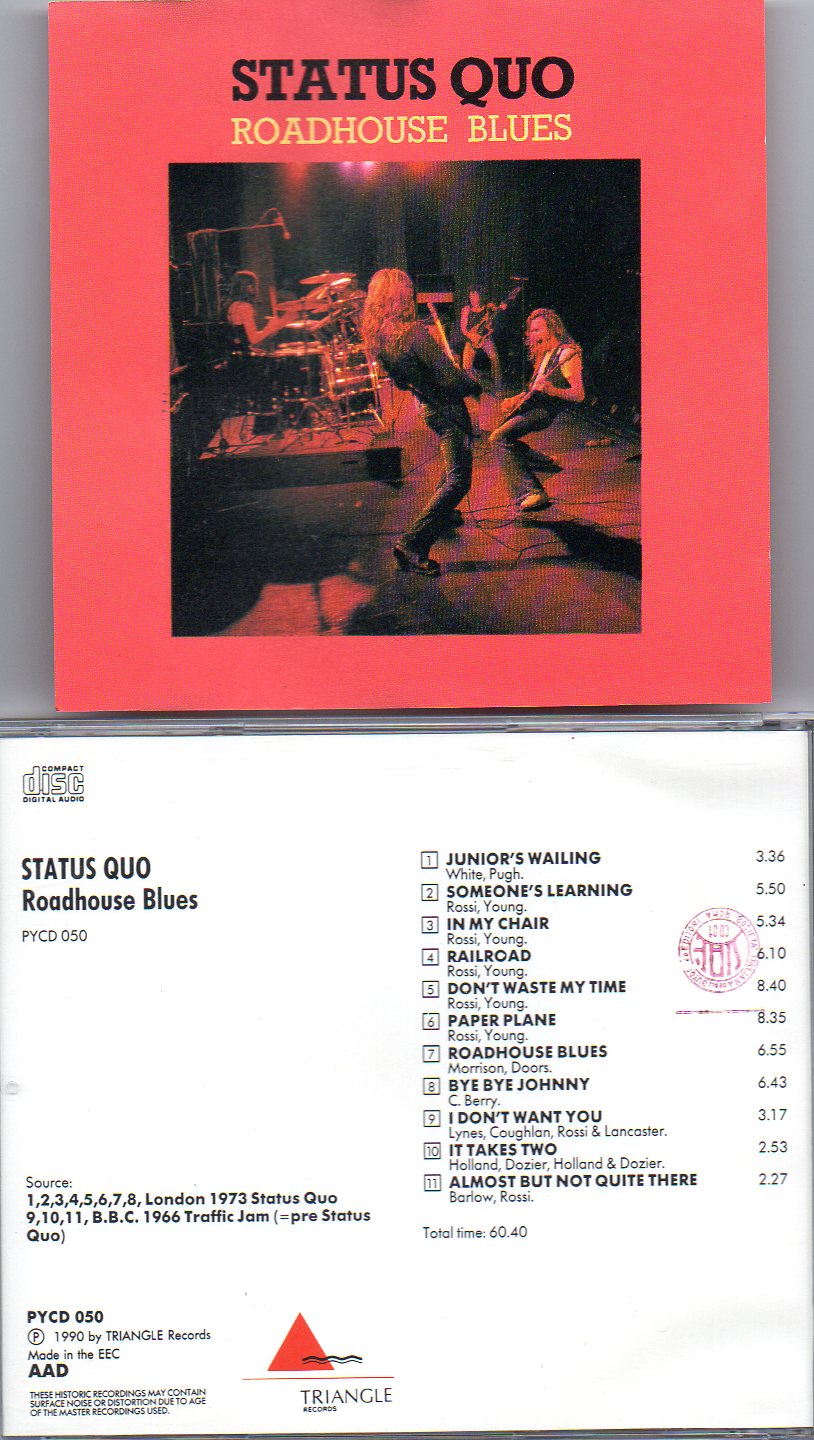 STATUS QUO
ROADHOUSE BLUES
COMPACT
disc
DIGITAL AUDIO
STATUS QUO
Roadhouse Blues
PYCD 050
1 JUNIOR'S WAILING 3.36
White, Pugh.
2 SOMEONE'S LEARNING 5.50
Rossi, Young.
3 IN MY CHAIR 5.34
Rossi, Young.
4 RAILROAD 6.10
Rossi, Young.
5 DON'T WASTE MY TIME 8.40
Rossi, Young.
6 PAPER PLANE 8.35
Rossi, Young.
7 ROADHOUSE BLUES 6.55
Morrison, Doors.
8 BYE BYE JOHNNY 6.43
C. Berry.
9 I DON'T WANT YOU 3.17
Lynes, Coughlan, Rossi & Lancaster.
10 IT TAKES TWO 2.53
Holland, Dozier, Holland & Dozier.
11 ALMOST BUT NOT QUITE THERE 2.27
Barlow, Rossi.
Total time: 60.40
Source:
1,2,3,4,5,6,7,8, London 1973 Status Quo
9,10,11, B.B.C. 1966 Traffic Jam (=pre Status
Quo)
PYCD 050
Ⓟ 1990 by TRIANGLE Records
Made in the EEC
AAD
THESE HISTORIC RECORDINGS MAY CONTAIN
SURFACE NOISE OR DISTORTION DUE TO AGE
OF THE MASTER RECORDINGS USED.
TRIANGLE
RECORDS